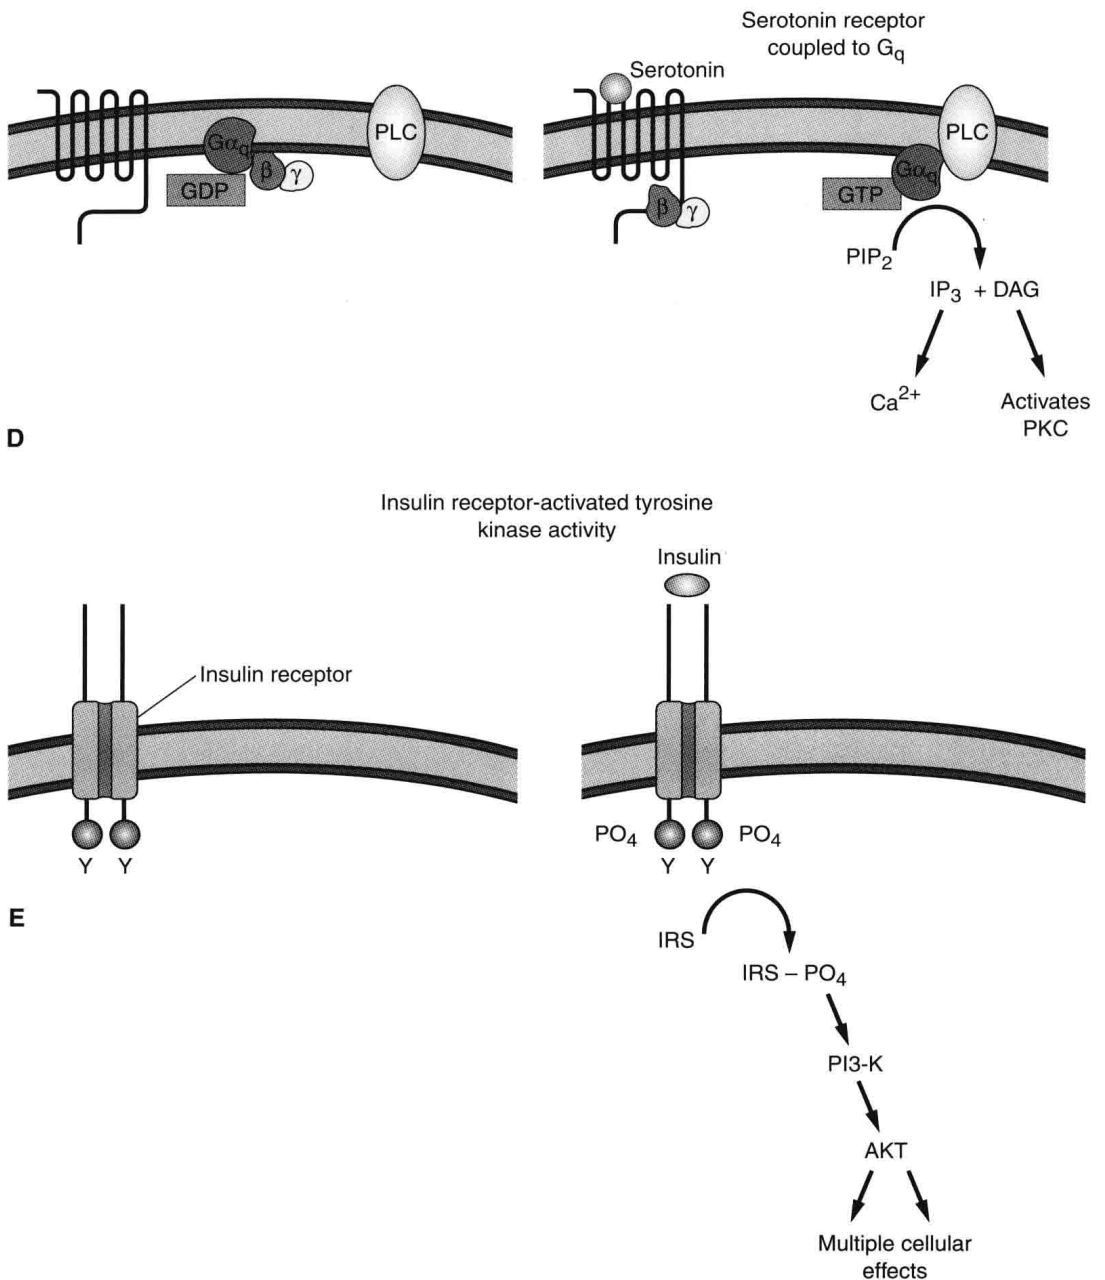 Serotonin receptor
coupled to Gq
Serotonin
Gαq
β
γ
GDP
PLC
β
γ
GTP
Gαq
PLC
PIP2
IP3 + DAG
Ca2+
Activates
PKC
D
Insulin receptor-activated tyrosine
kinase activity
Insulin
Insulin receptor
Y Y
PO4
PO4
Y Y
E
IRS
IRS – PO4
PI3-K
AKT
Multiple cellular
effects